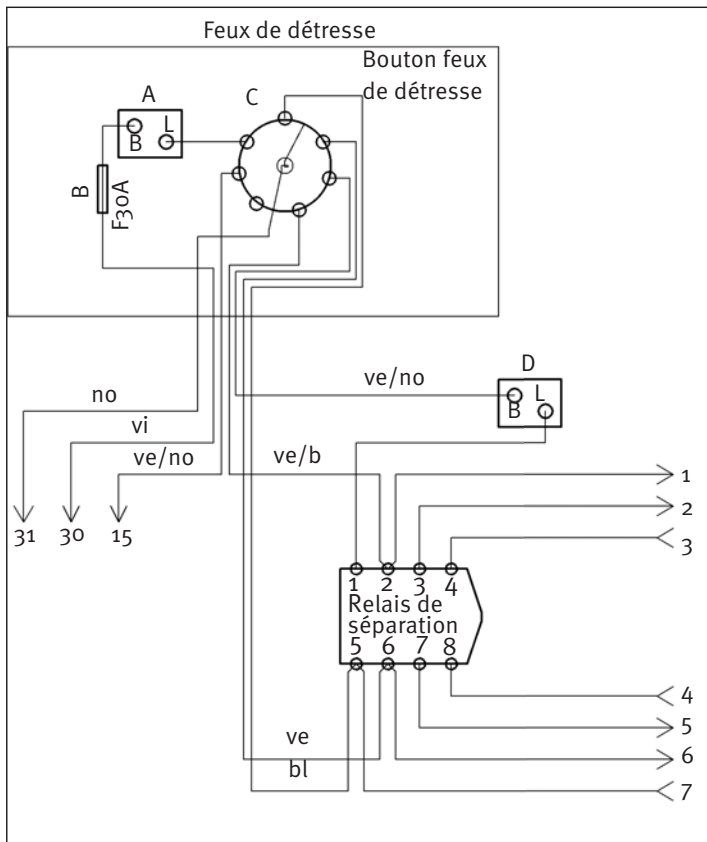 Feux de détresse
Bouton feux
de détresse
A
C
B
L
B
F30A
D
no
ve/no
B
L
vi
ve/no
ve/b
31
30
15
1
2
3
1
2
3
4
Relais de
séparation
5
6
7
8
4
5
6
7
ve
bl